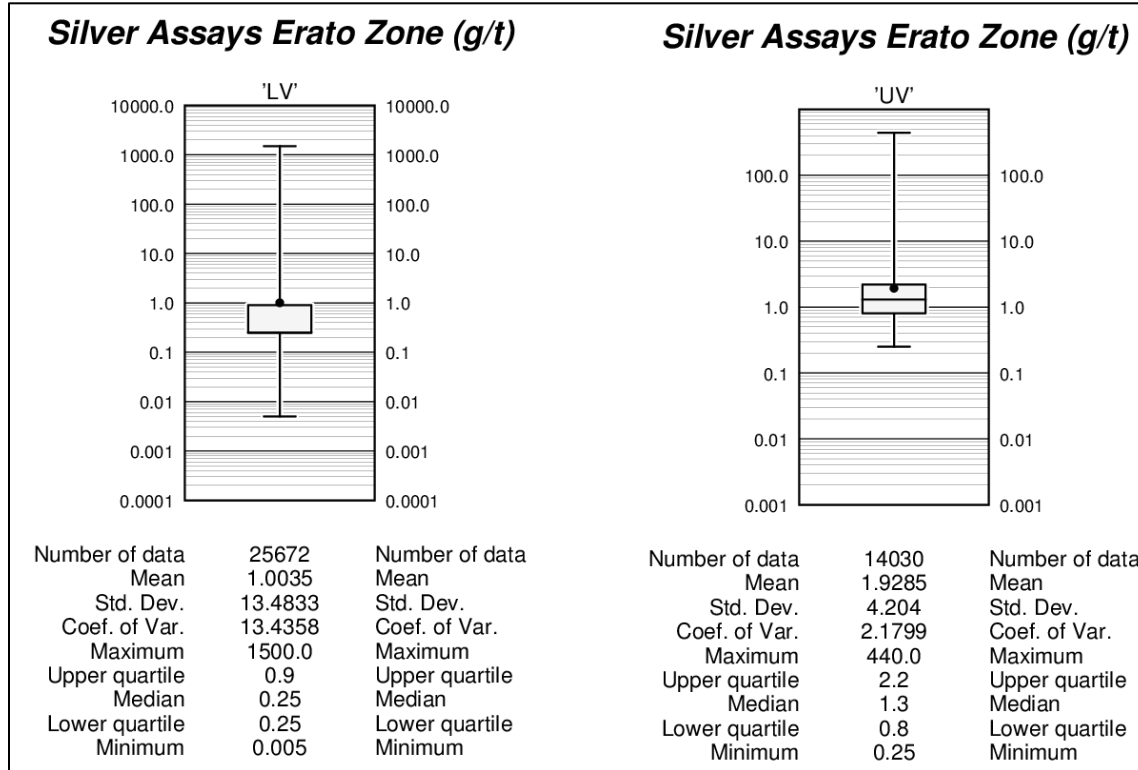 Silver Assays Erato Zone (g/t)
'LV'
10000.0 10000.0
1000.0 1000.0
100.0 100.0
10.0 10.0
1.0 1.0
0.1 0.1
0.01 0.01
0.001 0.001
0.0001 0.0001
Number of data 25672 Number of data
Mean 1.0035 Mean
Std. Dev. 13.4833 Std. Dev.
Coef. of Var. 13.4358 Coef. of Var.
Maximum 1500.0 Maximum
Upper quartile 0.9 Upper quartile
Median 0.25 Median
Lower quartile 0.25 Lower quartile
Minimum 0.005 Minimum
Silver Assays Erato Zone (g/t)
'UV'
100.0 100.0
10.0 10.0
1.0 1.0
0.1 0.1
0.01 0.01
0.001 0.001
Number of data 14030 Number of data
Mean 1.9285 Mean
Std. Dev. 4.204 Std. Dev.
Coef. of Var. 2.1799 Coef. of Var.
Maximum 440.0 Maximum
Upper quartile 2.2 Upper quartile
Median 1.3 Median
Lower quartile 0.8 Lower quartile
Minimum 0.25 Minimum